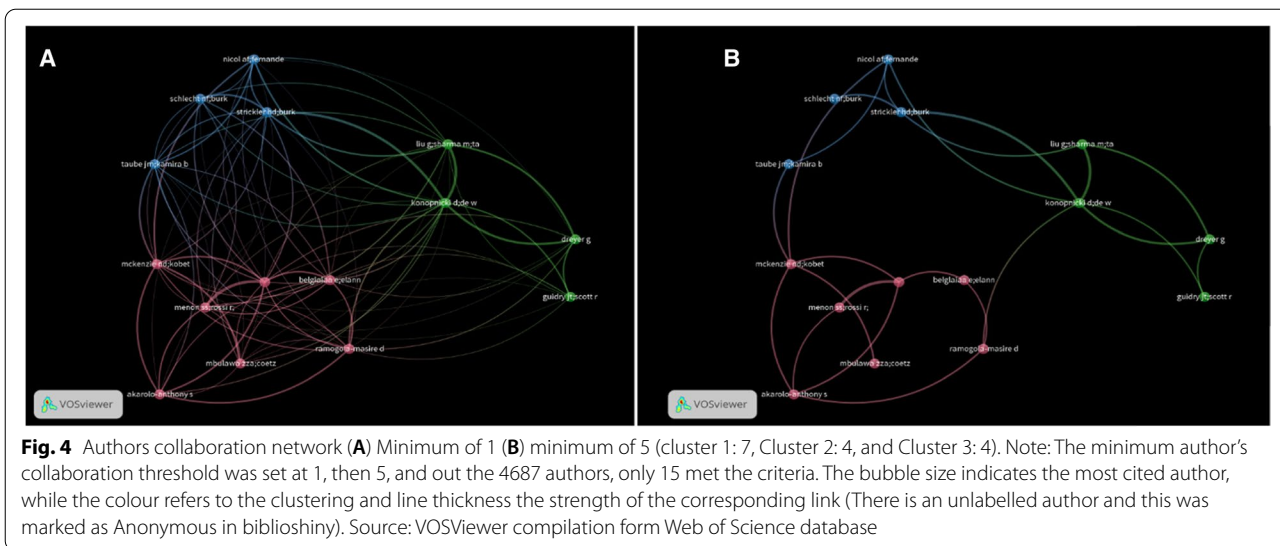 A
nicol af;fernande
schlecht nf;burk
strickler hd;burk
liu g;sharma m;ta
taube jm;kamira b
konopnicki d;de w
dreyer g
mckenzie nd;kobet
belglaiaa e;elann
guidry jt;scott r
menon ss;rossi r;
ramogola-masire d
mbulawa zza;coetz
akarolo-anthony s
VOSviewer
B
nicol af;fernande
schlecht nf;burk
strickler hd;burk
liu g;sharma m;ta
taube jm;kamira b
konopnicki d;de w
dreyer g
mckenzie nd;kobet
belglaiaa e;elann
guidry jt;scott r
menon ss;rossi r;
ramogola-masire d
mbulawa zza;coetz
akarolo-anthony s
VOSviewer
Fig. 4 Authors collaboration network (A) Minimum of 1 (B) minimum of 5 (cluster 1: 7, Cluster 2: 4, and Cluster 3: 4). Note: The minimum author's
collaboration threshold was set at 1, then 5, and out the 4687 authors, only 15 met the criteria. The bubble size indicates the most cited author,
while the colour refers to the clustering and line thickness the strength of the corresponding link (There is an unlabelled author and this was
marked as Anonymous in biblioshiny). Source: VOSViewer compilation form Web of Science database